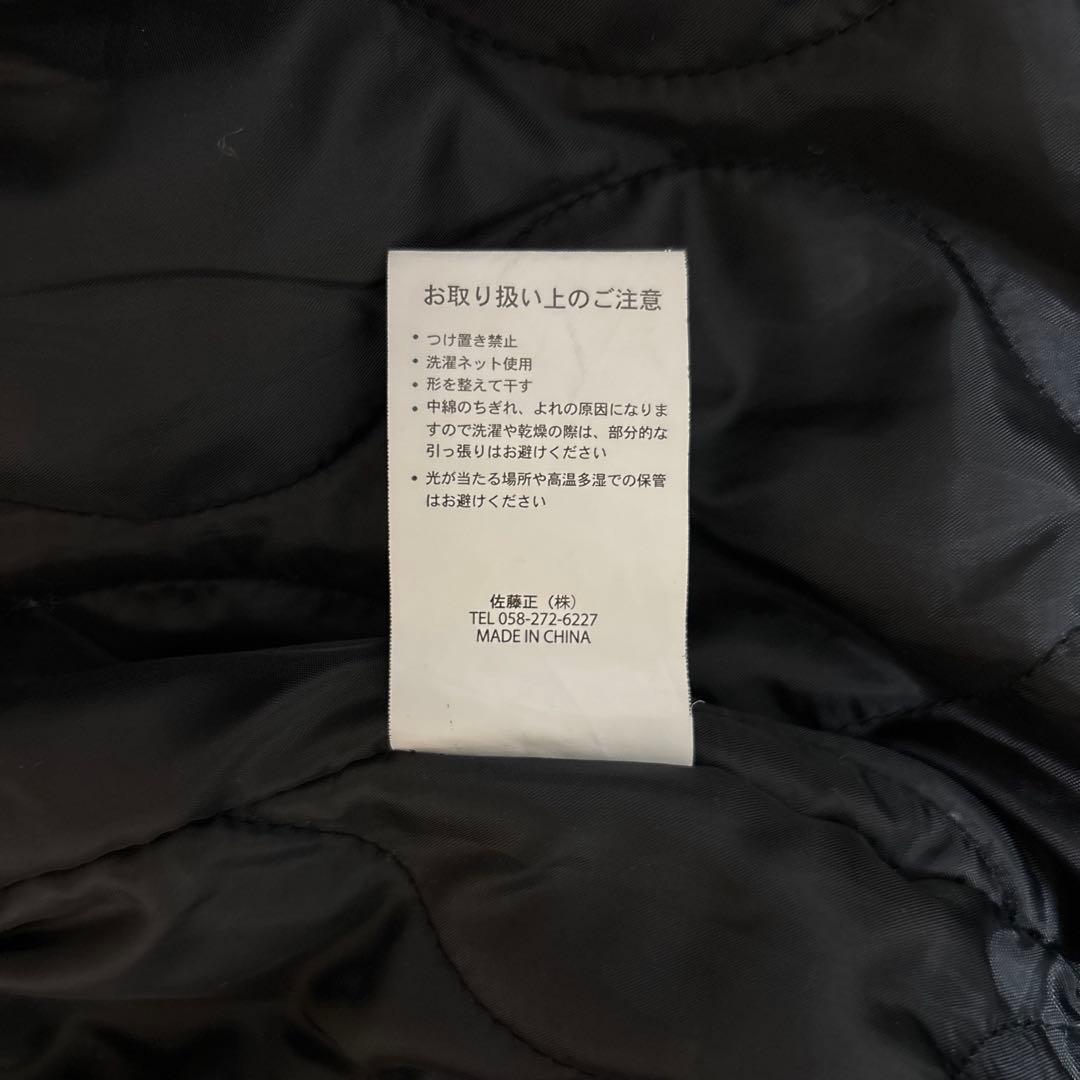 お取り扱い上のご注意
• つけ置き禁止
• 洗濯ネット使用
• 形を整えて干す
• 中綿のちぎれ、よれの原因になりま
すので洗濯や乾燥の際は、部分的な
引っ張りはお避けください
• 光が当たる場所や高温多湿での保管
はお避けください
佐藤正（株）
TEL 058-272-6227
MADE IN CHINA